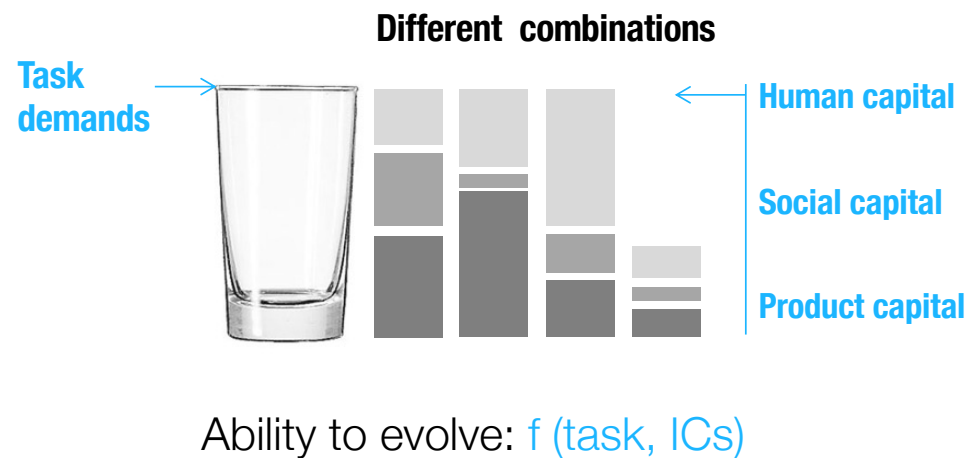 Different combinations
Task
demands
Human capital
Social capital
Product capital
Ability to evolve: f (task, ICs)